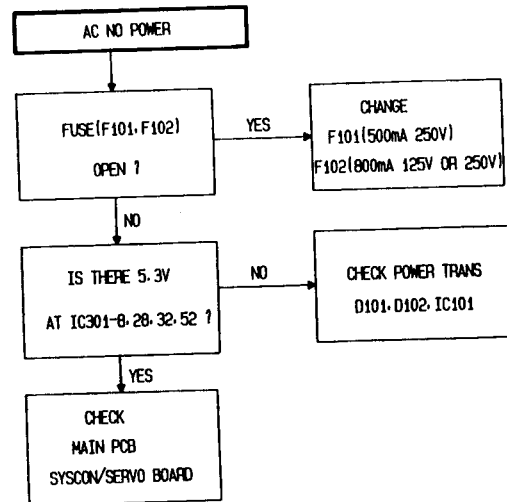 AC NO POWER
FUSE(F101,F102)
OPEN ?
YES
CHANGE
F101(500mA 250V)
F102(800mA 125V OR 250V)
NO
IS THERE 5.3V
AT IC301-8,28,32,52 ?
NO
CHECK POWER TRANS
D101,D102,IC101
YES
CHECK
MAIN PCB
SYSCON/SERVO BOARD